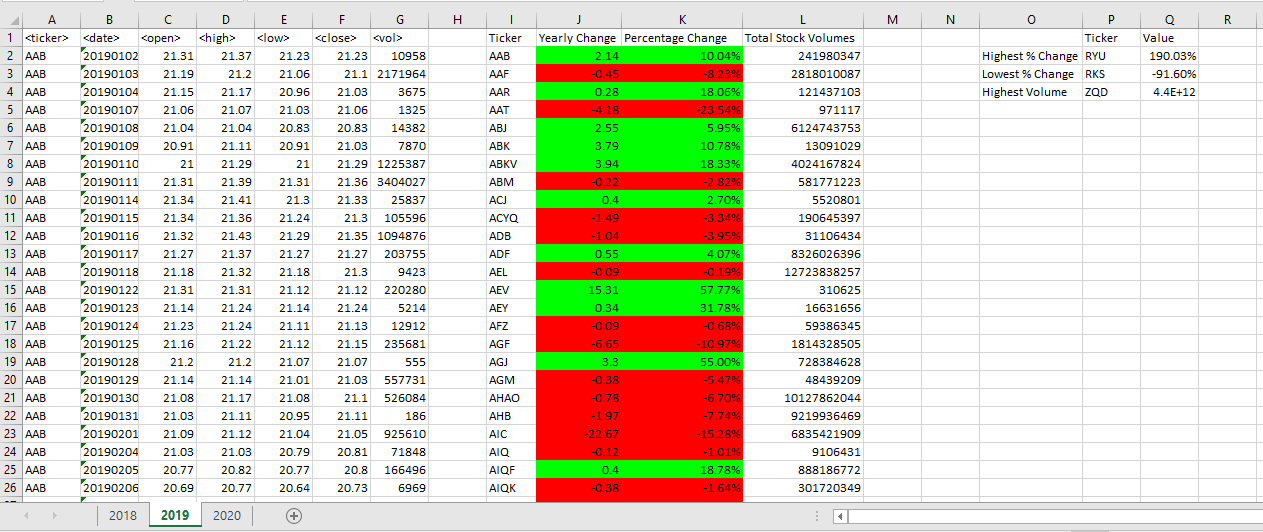 A B C D E F G H I J K L M N O P Q R
1 <ticker> <date> <open> <high> <low> <close> <vol> Ticker Yearly Change Percentage Change Total Stock Volumes Ticker Value
2 AAB 20190102 21.31 21.37 21.23 21.23 10958 AAB 2.14 10.04% 241980347 Highest % Change RYU 190.03%
3 AAB 20190103 21.19 21.2 21.06 21.1 2171964 AAF -0.45 -8.23% 2818010087 Lowest % Change RKS -91.60%
4 AAB 20190104 21.15 21.17 20.96 21.03 3675 AAR 0.28 18.06% 121437103 Highest Volume ZQD 4.4E+12
5 AAB 20190107 21.06 21.07 21.03 21.06 1325 AAT -4.18 -23.54% 971117
6 AAB 20190108 21.04 21.04 20.83 20.83 14382 ABJ 2.55 5.95% 6124743753
7 AAB 20190109 20.91 21.11 20.91 21.03 7870 ABK 3.79 10.78% 13091029
8 AAB 20190110 21 21.29 21 21.29 1225387 ABKV 3.94 18.33% 4024167824
9 AAB 20190111 21.31 21.39 21.31 21.36 3404027 ABM -0.22 -2.82% 581771223
10 AAB 20190114 21.34 21.41 21.3 21.33 25837 ACJ 0.4 2.70% 5520801
11 AAB 20190115 21.34 21.36 21.24 21.3 105596 ACYQ -1.49 -3.34% 190645397
12 AAB 20190116 21.32 21.43 21.29 21.35 1094876 ADB -1.04 -3.95% 31106434
13 AAB 20190117 21.27 21.37 21.27 21.27 203755 ADF 0.55 4.07% 8326026396
14 AAB 20190118 21.18 21.32 21.18 21.3 9423 AEL -0.09 -0.19% 12723838257
15 AAB 20190122 21.31 21.31 21.12 21.12 220280 AEV 15.31 57.77% 310625
16 AAB 20190123 21.14 21.24 21.14 21.24 5214 AEY 0.34 31.78% 16631656
17 AAB 20190124 21.23 21.24 21.11 21.13 12912 AFZ -0.09 -0.68% 59386345
18 AAB 20190125 21.16 21.22 21.12 21.15 235681 AGF -6.65 -10.97% 1814328505
19 AAB 20190128 21.2 21.2 21.07 21.07 555 AGJ 3.3 55.00% 728384628
20 AAB 20190129 21.14 21.14 21.01 21.03 557731 AGM -0.38 -5.47% 48439209
21 AAB 20190130 21.08 21.17 21.08 21.1 526084 AHAO -0.78 -6.70% 10127862044
22 AAB 20190131 21.03 21.11 20.95 21.11 186 AHB -1.97 -7.74% 9219936469
23 AAB 20190201 21.09 21.12 21.04 21.05 925610 AIC -22.67 -15.28% 6835421909
24 AAB 20190204 21.03 21.03 20.79 20.81 71848 AIQ -0.12 -1.01% 9106431
25 AAB 20190205 20.77 20.82 20.77 20.8 166496 AIQF 0.4 18.78% 888186772
26 AAB 20190206 20.69 20.77 20.64 20.73 6969 AIQK -0.38 -1.64% 301720349
2018 2019 2020